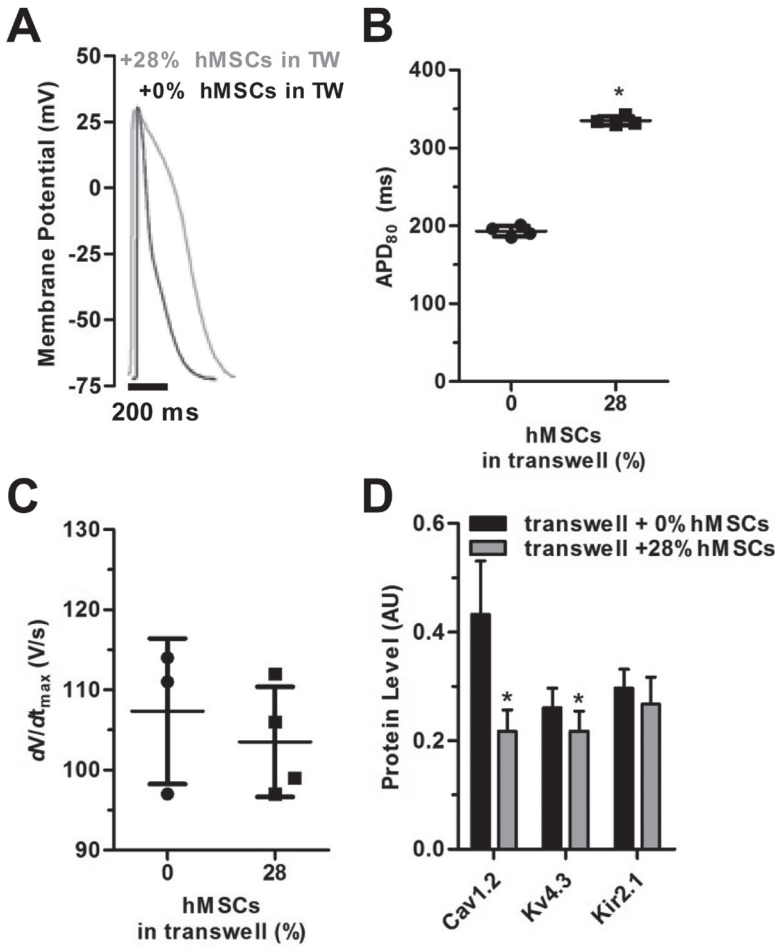 A
50
25
0
-25
-50
-75
Membrane Potential (mV)
+28% hMSCs in TW
+0% hMSCs in TW
200 ms
B
400
300
200
100
0
APD80 (ms)
*
0 28
hMSCs
in transwell (%)
C
130
120
110
100
90
dV/dtmax (V/s)
0 28
hMSCs
in transwell (%)
D
transwell + 0% hMSCs
transwell +28% hMSCs
0.6
0.4
0.2
0.0
Protein Level (AU)
* *
Cav1.2 Kv4.3 Kir2.1